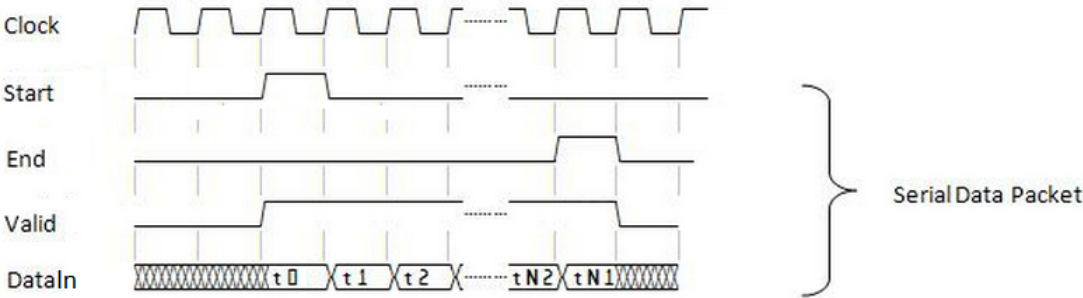 Clock
Start
End
Valid
DataIn t0 t1 t2 tN2 tN1
Serial Data Packet